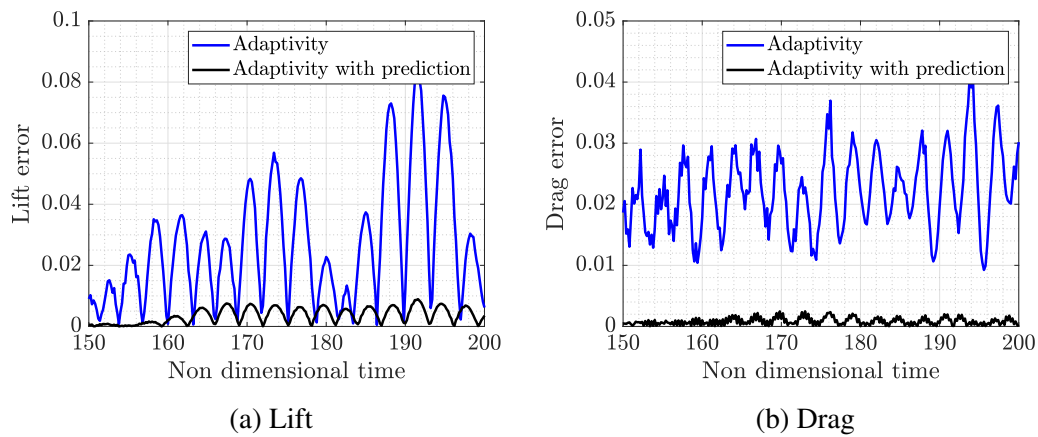 0.1
0.08
0.06
0.04
0.02
0
Lift error
Adaptivity
Adaptivity with prediction
150 160 170 180 190 200
Non dimensional time
(a) Lift
0.05
0.04
0.03
0.02
0.01
0
Drag error
Adaptivity
Adaptivity with prediction
150 160 170 180 190 200
Non dimensional time
(b) Drag